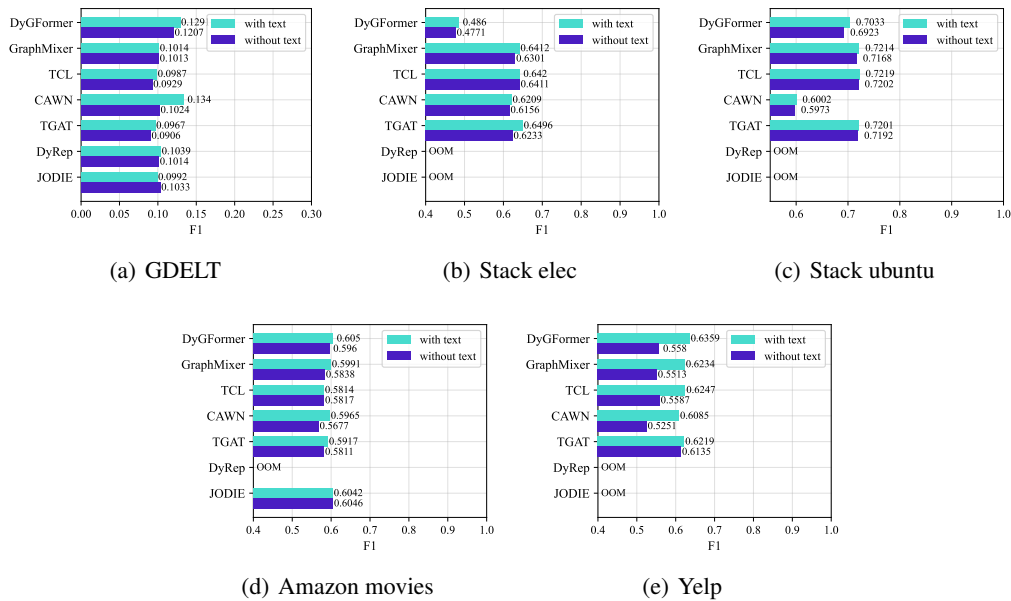 DyGFormer
GraphMixer
TCL
CAWN
TGAT
DyRep
JODIE
0.129
0.1207
0.1014
0.1013
0.0987
0.0929
0.134
0.1024
0.0967
0.0906
0.1039
0.1014
0.0992
0.1033
with text
without text
0.00 0.05 0.10 0.15 0.20 0.25 0.30
F1
(a) GDELT
DyGFormer
GraphMixer
TCL
CAWN
TGAT
DyRep
JODIE
0.486
0.4771
0.6412
0.6301
0.642
0.6411
0.6209
0.6156
0.6496
0.6233
OOM
OOM
with text
without text
0.4 0.5 0.6 0.7 0.8 0.9 1.0
F1
(b) Stack elec
DyGFormer
GraphMixer
TCL
CAWN
TGAT
DyRep
JODIE
0.7033
0.6923
0.7214
0.7168
0.7219
0.7202
0.6002
0.5973
0.7201
0.7192
OOM
OOM
with text
without text
0.6 0.7 0.8 0.9 1.0
F1
(c) Stack ubuntu
DyGFormer
GraphMixer
TCL
CAWN
TGAT
DyRep
JODIE
0.605
0.596
0.5991
0.5838
0.5814
0.5817
0.5965
0.5677
0.5917
0.5811
OOM
0.6042
0.6046
with text
without text
0.4 0.5 0.6 0.7 0.8 0.9 1.0
F1
(d) Amazon movies
DyGFormer
GraphMixer
TCL
CAWN
TGAT
DyRep
JODIE
0.6359
0.558
0.6234
0.5513
0.6247
0.5587
0.6085
0.5251
0.6219
0.6135
OOM
OOM
with text
without text
0.4 0.5 0.6 0.7 0.8 0.9 1.0
F1
(e) Yelp